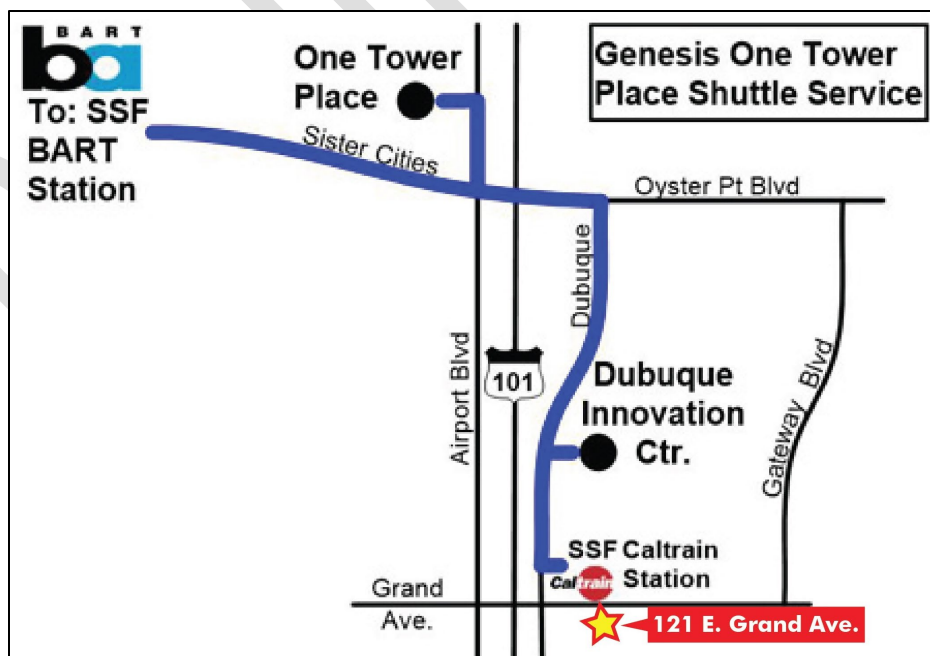 BART
ba
To: SSF
BART
Station
One Tower
Place
Genesis One Tower
Place Shuttle Service
Sister Cities
Oyster Pt Blvd
Dubuque
Airport Blvd
101
Gateway Blvd
Dubuque
Innovation
Ctr.
SSF Caltrain
Station
Caltrain
Grand
Ave.
121 E. Grand Ave.